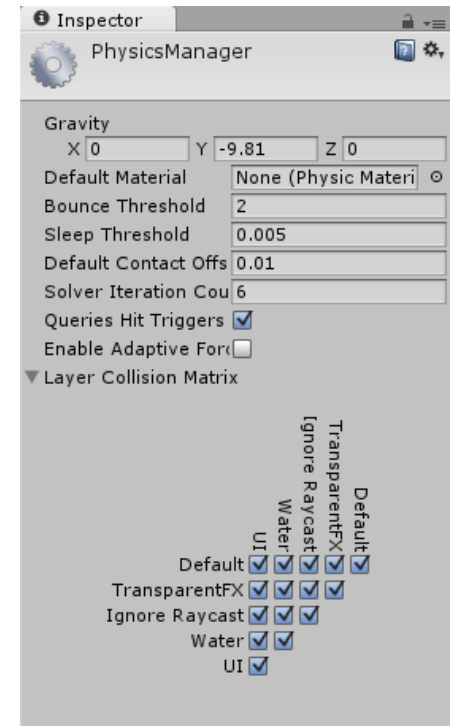 Inspector
PhysicsManager
Gravity
X 0 Y -9.81 Z 0
Default Material None (Physic Materi
Bounce Threshold 2
Sleep Threshold 0.005
Default Contact Offs 0.01
Solver Iteration Cou 6
Queries Hit Triggers
Enable Adaptive Forc
Layer Collision Matrix
UI
Water
Ignore Raycast
TransparentFX
Default
Default
TransparentFX
Ignore Raycast
Water
UI